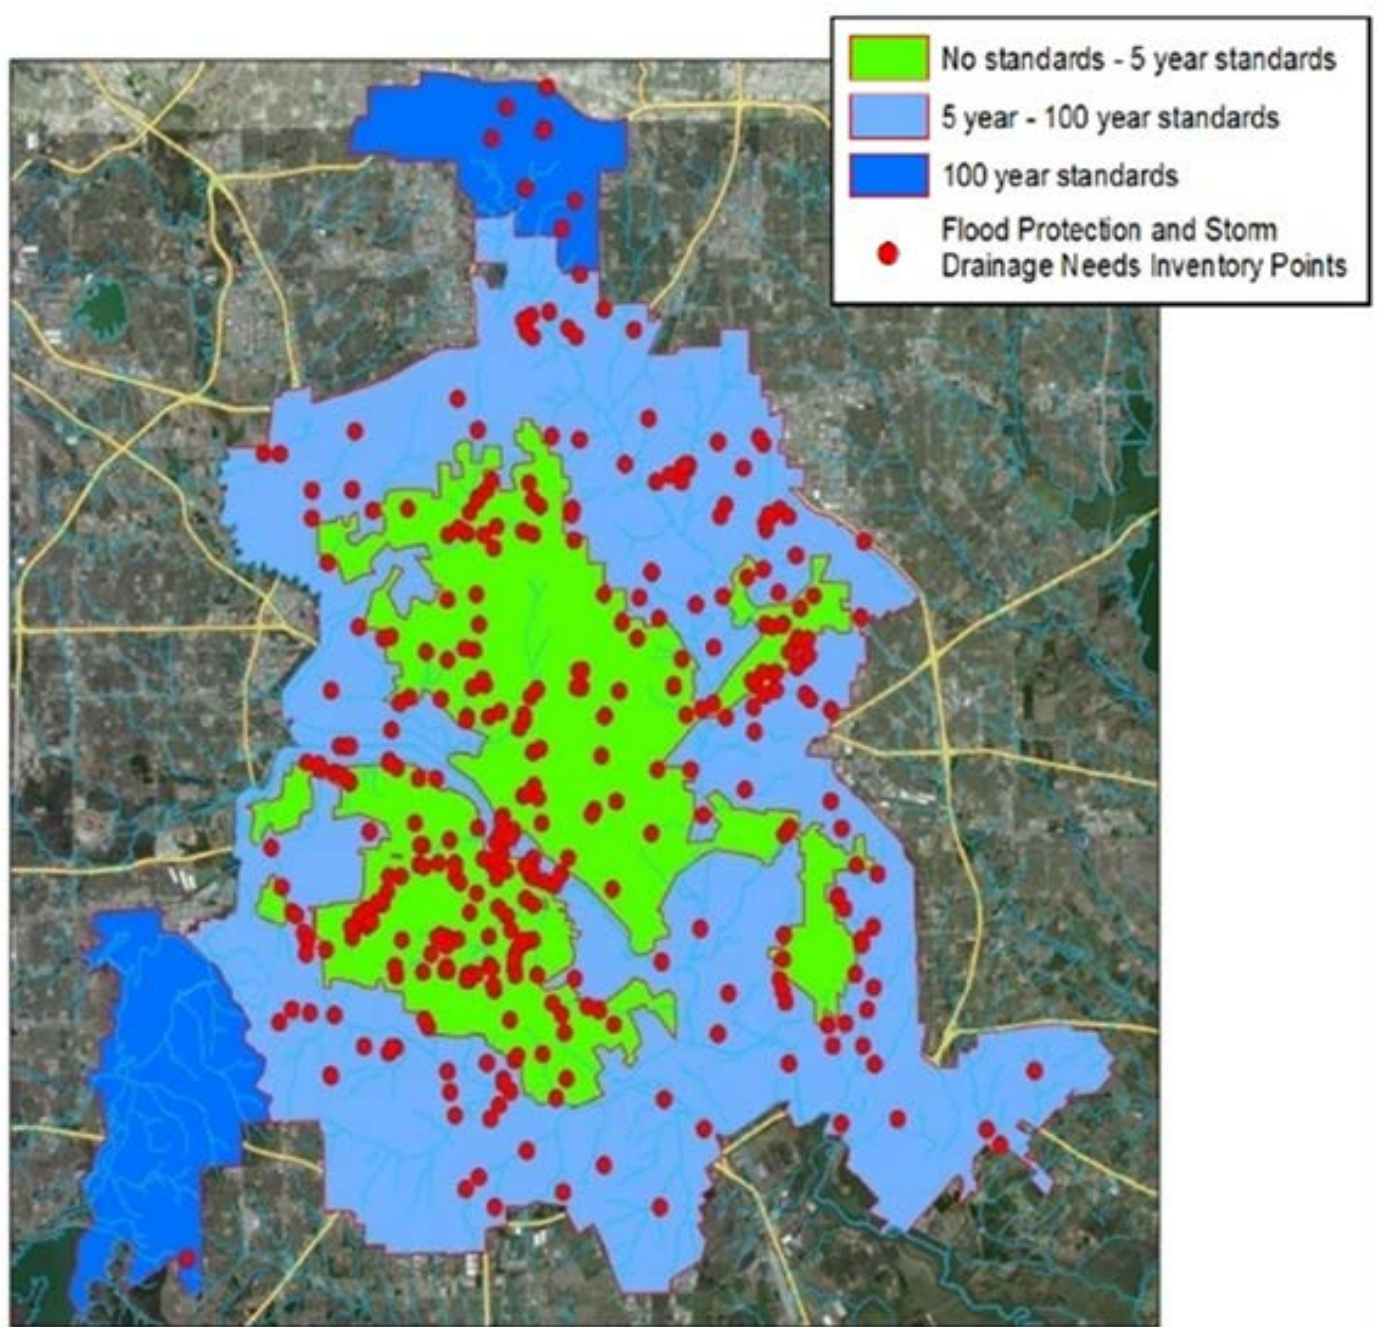 No standards - 5 year standards
5 year - 100 year standards
100 year standards
Flood Protection and Storm
Drainage Needs Inventory Points